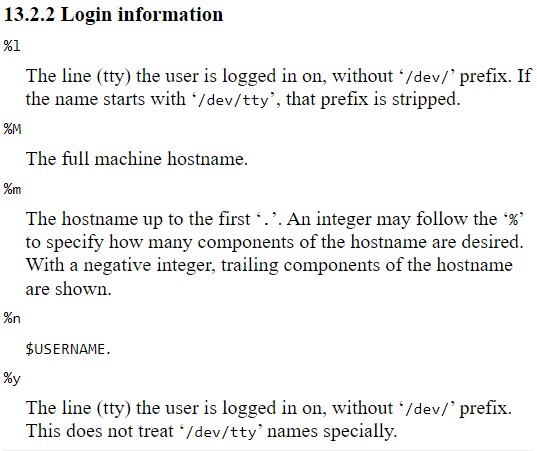 13.2.2 Login information
%l
The line (tty) the user is logged in on, without ‘/dev/’ prefix. If
the name starts with ‘/dev/tty’, that prefix is stripped.
%M
The full machine hostname.
%m
The hostname up to the first ‘.’. An integer may follow the ‘%’
to specify how many components of the hostname are desired.
With a negative integer, trailing components of the hostname
are shown.
%n
$USERNAME.
%y
The line (tty) the user is logged in on, without ‘/dev/’ prefix.
This does not treat ‘/dev/tty’ names specially.